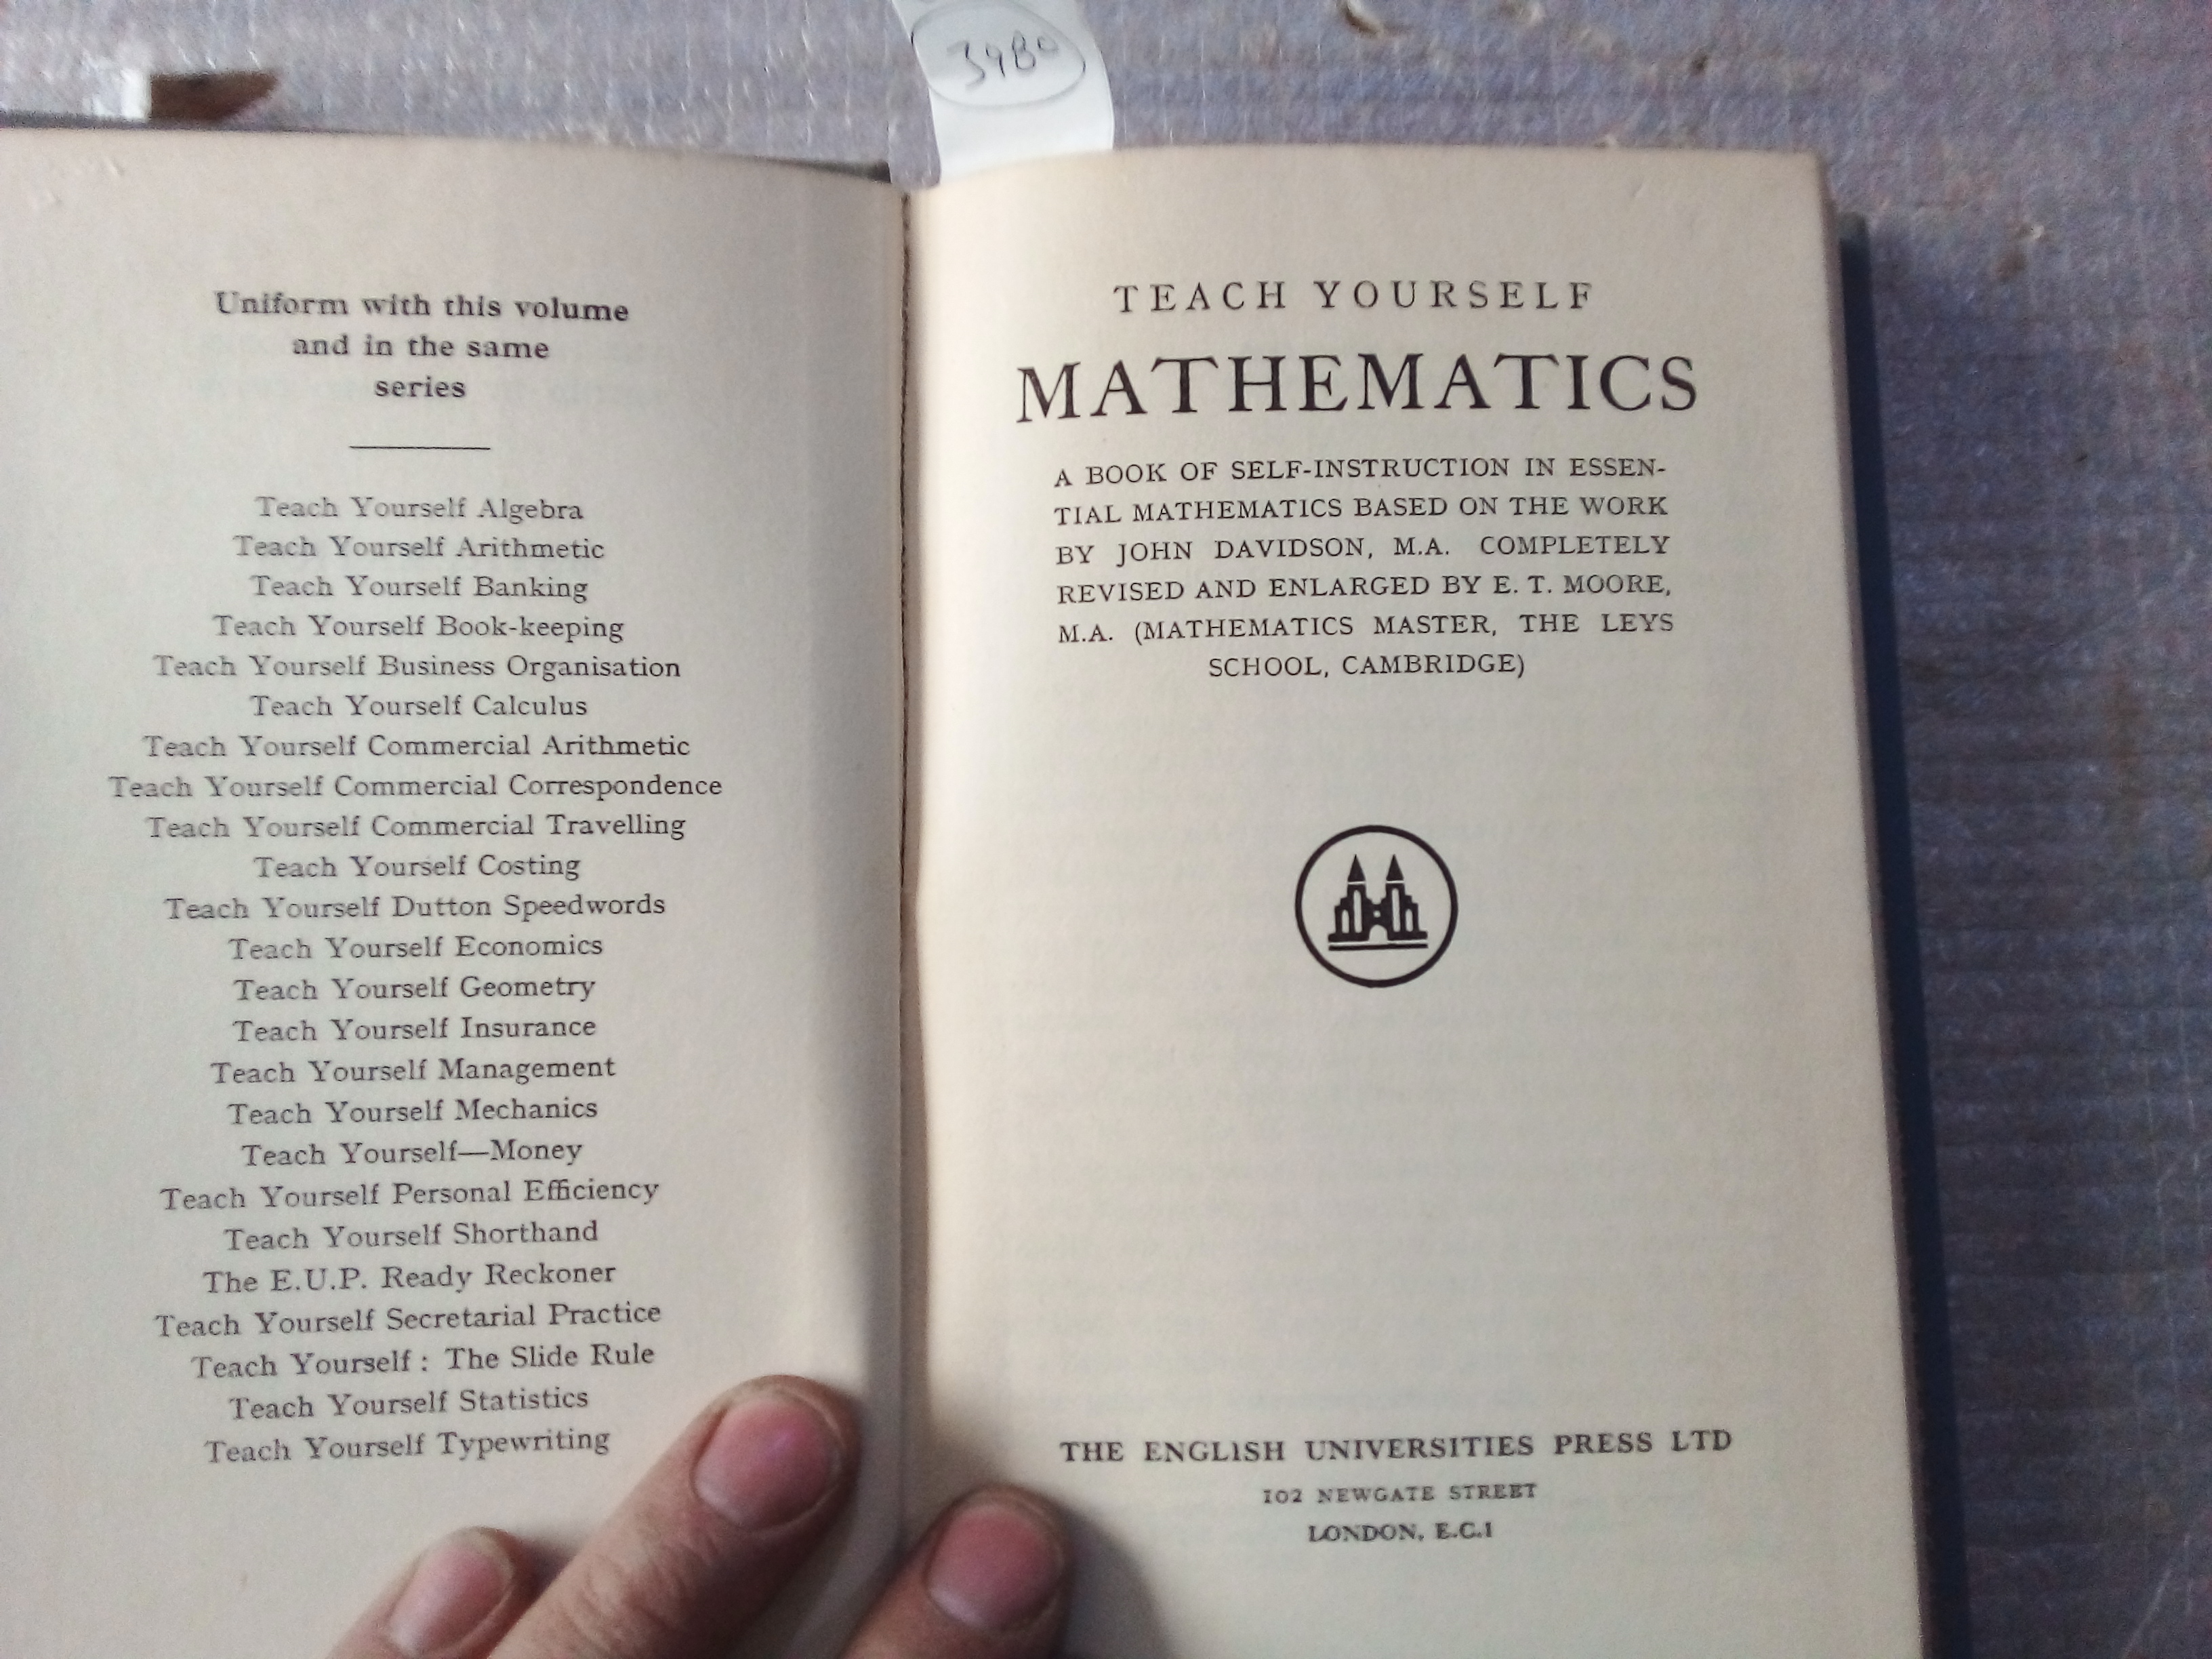 Uniform with this volume
and in the same
series
Teach Yourself Algebra
Teach Yourself Arithmetic
Teach Yourself Banking
Teach Yourself Book-keeping
Teach Yourself Business Organisation
Teach Yourself Calculus
Teach Yourself Commercial Arithmetic
Teach Yourself Commercial Correspondence
Teach Yourself Commercial Travelling
Teach Yourself Costing
Teach Yourself Dutton Speedwords
Teach Yourself Economics
Teach Yourself Geometry
Teach Yourself Insurance
Teach Yourself Management
Teach Yourself Mechanics
Teach Yourself—Money
Teach Yourself Personal Efficiency
Teach Yourself Shorthand
The E.U.P. Ready Reckoner
Teach Yourself Secretarial Practice
Teach Yourself : The Slide Rule
Teach Yourself Statistics
Teach Yourself Typewriting
TEACH YOURSELF
MATHEMATICS
A BOOK OF SELF-INSTRUCTION IN ESSEN-
TIAL MATHEMATICS BASED ON THE WORK
BY JOHN DAVIDSON, M.A. COMPLETELY
REVISED AND ENLARGED BY E. T. MOORE,
M.A. (MATHEMATICS MASTER, THE LEYS
SCHOOL, CAMBRIDGE)
THE ENGLISH UNIVERSITIES PRESS LTD
102 NEWGATE STREET
LONDON, E.C.1